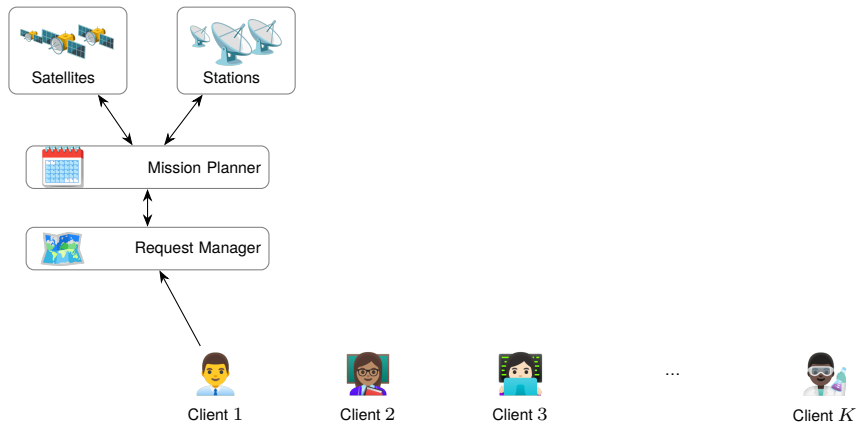 Satellites
Stations
Mission Planner
Request Manager
...
Client 1
Client 2
Client 3
Client K